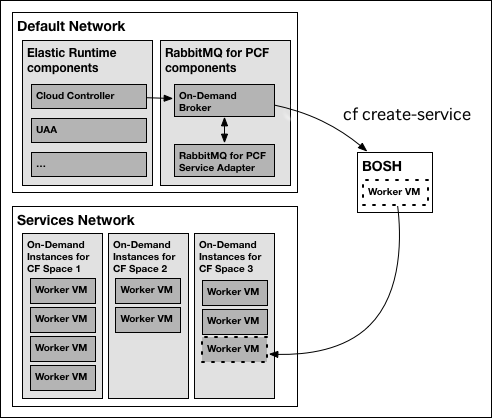 Default Network
Elastic Runtime
components
Cloud Controller
UAA
...
RabbitMQ for PCF
components
On-Demand
Broker
RabbitMQ for PCF
Service Adapter
cf create-service
BOSH
Worker VM
Services Network
On-Demand
Instances for
CF Space 1
Worker VM
Worker VM
Worker VM
Worker VM
On-Demand
Instances for
CF Space 2
Worker VM
Worker VM
On-Demand
Instances for
CF Space 3
Worker VM
Worker VM
Worker VM